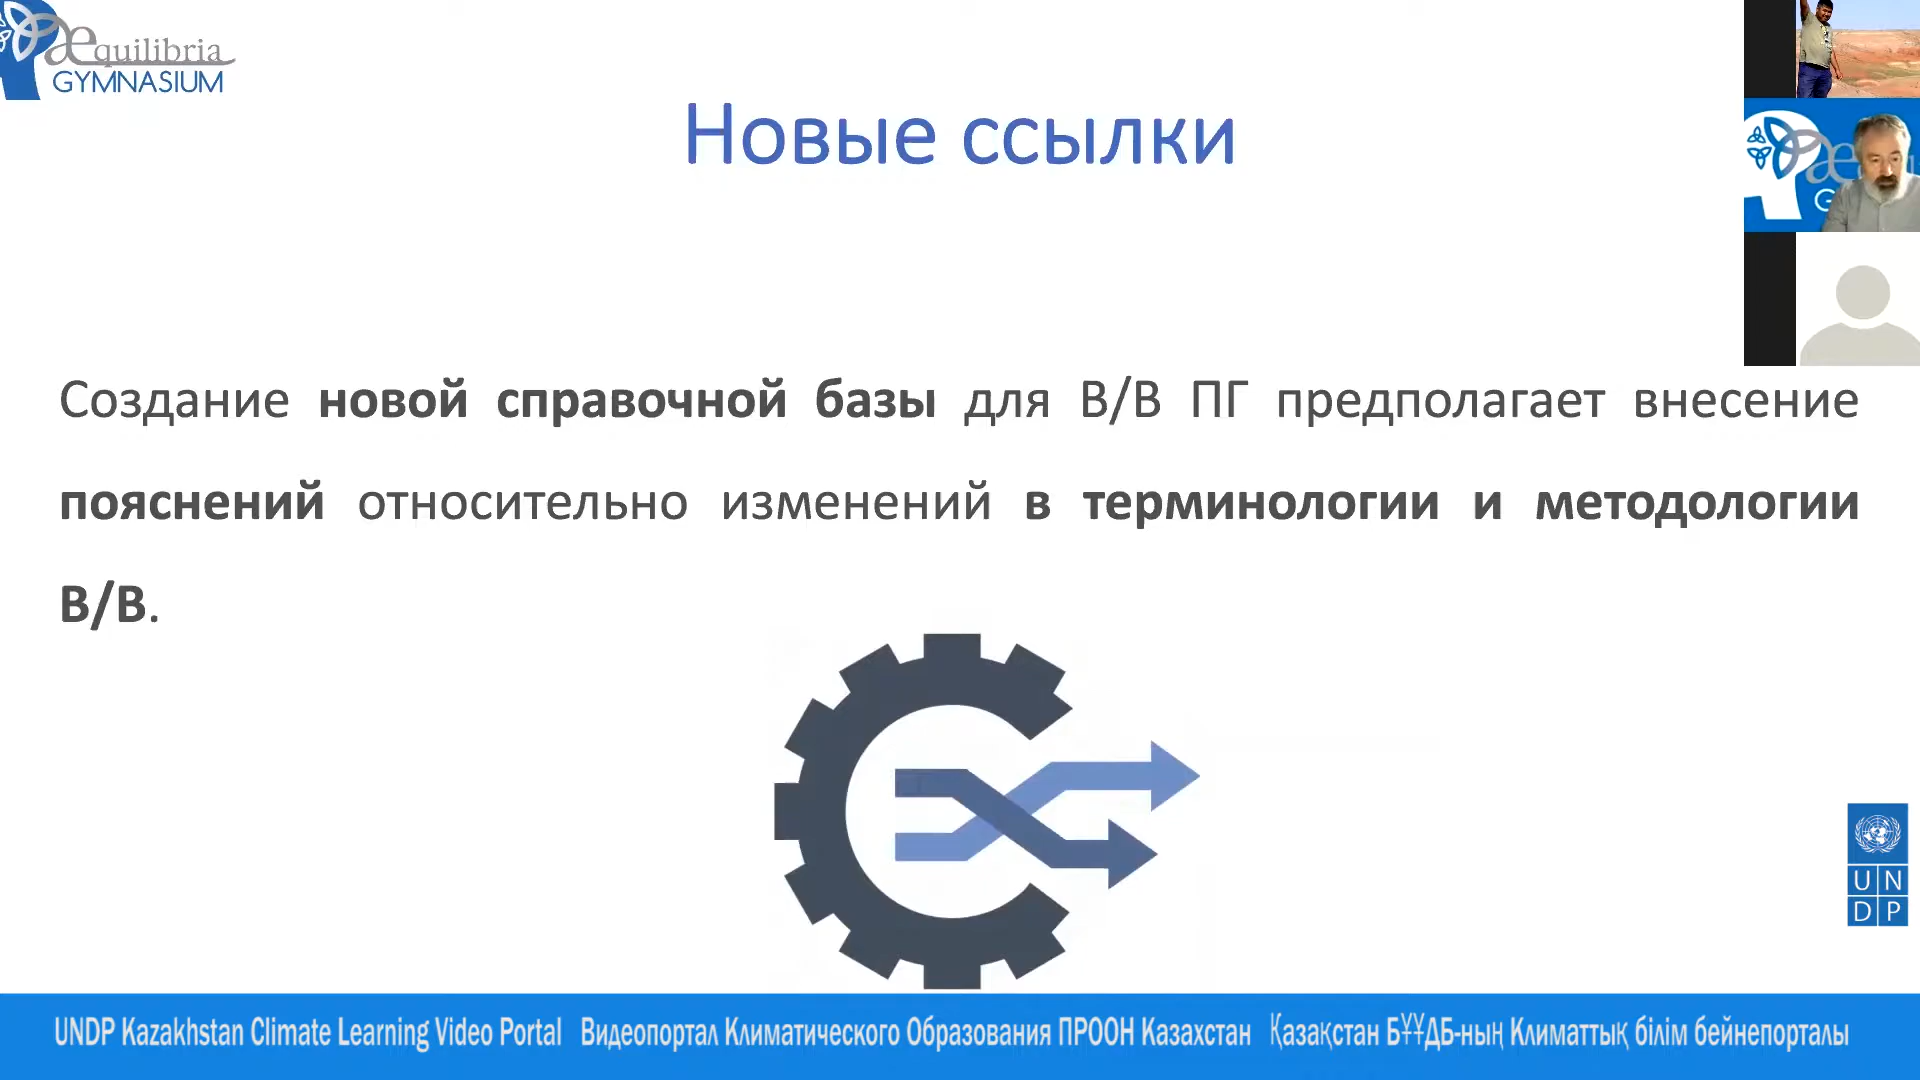 Æquilibria
GYMNASIUM
Новые ссылки
Создание новой справочной базы для В/В ПГ предполагает внесение
пояснений относительно изменений в терминологии и методологии
В/В.
U N
D P
UNDP Kazakhstan Climate Learning Video Portal Видеопортал Климатического Образования ПРООН Казахстан Қазақстан БҰҰДБ-ның Климаттық білім бейнепорталы